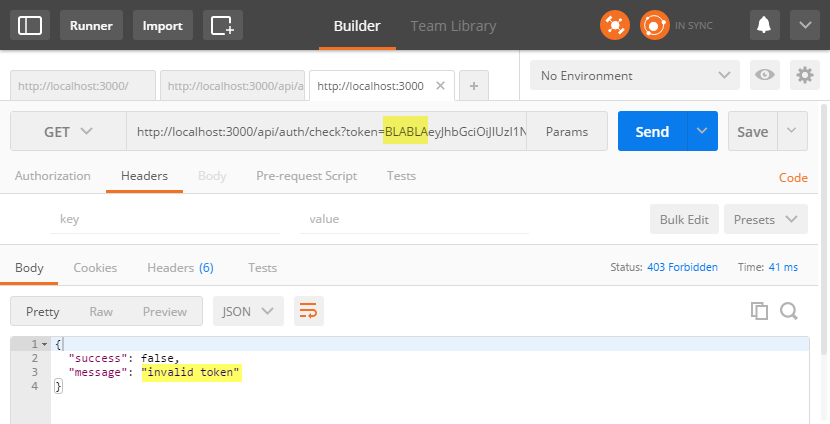 Runner Import Builder Team Library IN SYNC
http://localhost:3000/ http://localhost:3000/api/a http://localhost:3000 No Environment
GET http://localhost:3000/api/auth/check?token=BLABLAeyJhbGciOiJIUzI1N Params Send Save
Authorization Headers Body Pre-request Script Tests Code
key value Bulk Edit Presets
Body Cookies Headers (6) Tests Status: 403 Forbidden Time: 41 ms
Pretty Raw Preview JSON
1 {
2 "success": false,
3 "message": "invalid token"
4 }